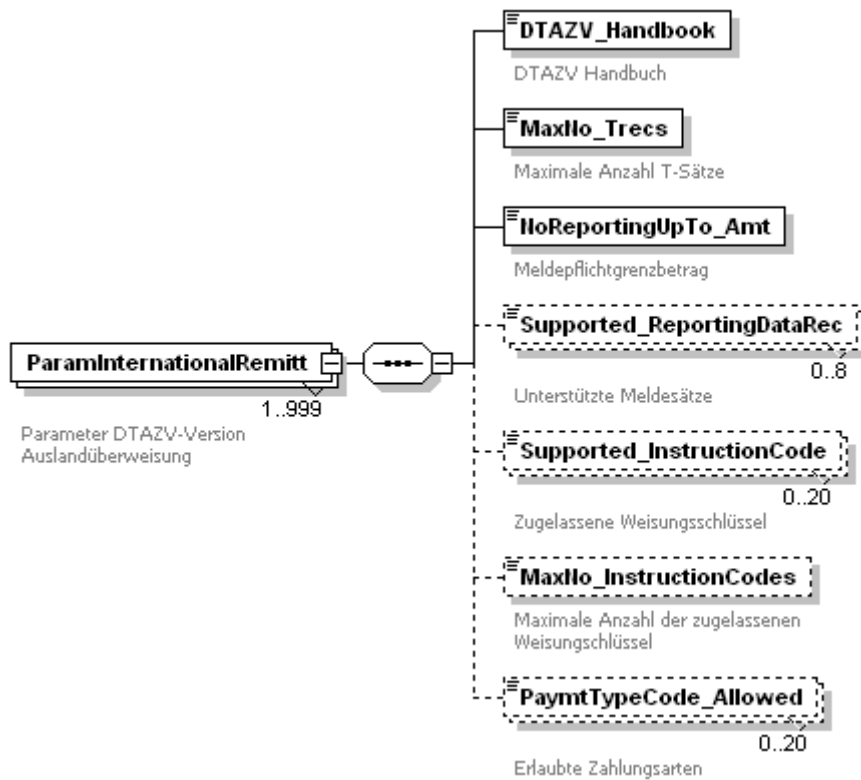 DTAZV_Handbook
DTAZV Handbuch
MaxNo_Trecs
Maximale Anzahl T-Sätze
NoReportingUpTo_Amt
Meldepflichtgrenzbetrag
Supported_ReportingDataRec
0..8
Unterstützte Meldesätze
ParamInternationalRemitt
1..999
Parameter DTAZV-Version
Auslandüberweisung
Supported_InstructionCode
0..20
Zugelassene Weisungsschlüssel
MaxNo_InstructionCodes
Maximale Anzahl der zugelassenen
Weisungschlüssel
PaymtTypeCode_Allowed
0..20
Erlaubte Zahlungsarten